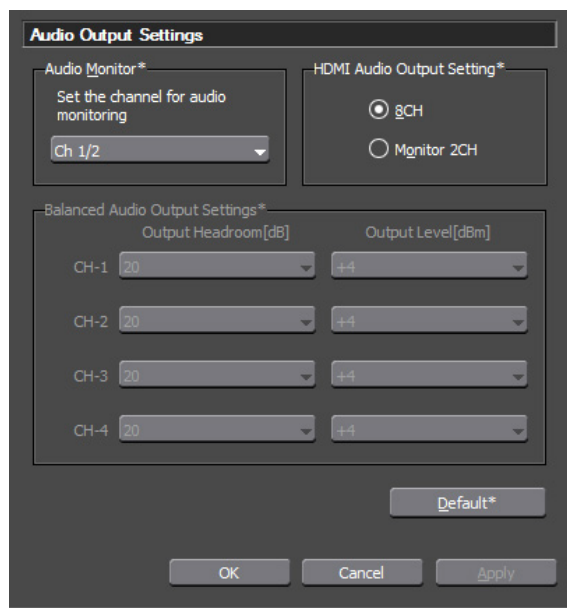 Audio Output Settings
Audio Monitor*
Set the channel for audio
monitoring
Ch 1/2
HDMI Audio Output Setting*
8CH
Monitor 2CH
Balanced Audio Output Settings*
Output Headroom[dB] Output Level[dBm]
CH-1 20 +4
CH-2 20 +4
CH-3 20 +4
CH-4 20 +4
Default*
OK Cancel Apply